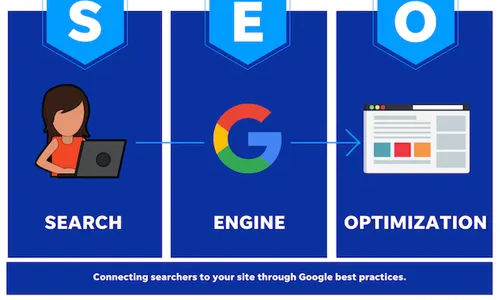 S E O
SEARCH ENGINE OPTIMIZATION
Connecting searchers to your site through Google best practices.